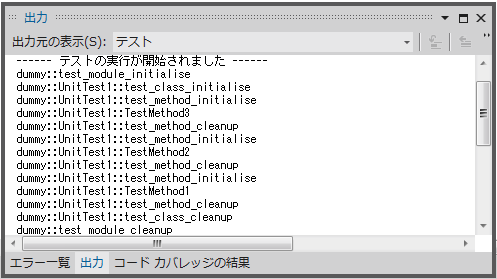 出力
出力元の表示(S): テスト
------ テストの実行が開始されました ------
dummy::test_module_initialise
dummy::UnitTest1::test_class_initialise
dummy::UnitTest1::test_method_initialise
dummy::UnitTest1::TestMethod3
dummy::UnitTest1::test_method_cleanup
dummy::UnitTest1::test_method_initialise
dummy::UnitTest1::TestMethod2
dummy::UnitTest1::test_method_cleanup
dummy::UnitTest1::test_method_initialise
dummy::UnitTest1::TestMethod1
dummy::UnitTest1::test_method_cleanup
dummy::UnitTest1::test_class_cleanup
dummy::test_module_cleanup
エラー一覧 出力 コード カバレッジの結果